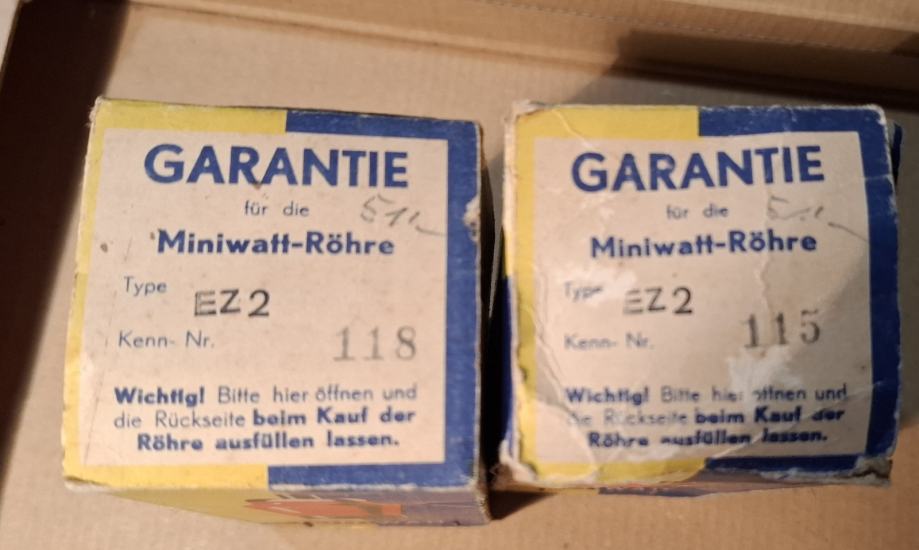 GARANTIE
für die
Miniwatt-Röhre
Type EZ2
Kenn- Nr. 118
Wichtig! Bitte hier öffnen und
die Rückseite beim Kauf der
Röhre ausfüllen lassen.
GARANTIE
für die
Miniwatt-Röhre
Type EZ2
Kenn- Nr. 115
Wichtig! Bitte hier öffnen und
die Rückseite beim Kauf der
Röhre ausfüllen lassen.